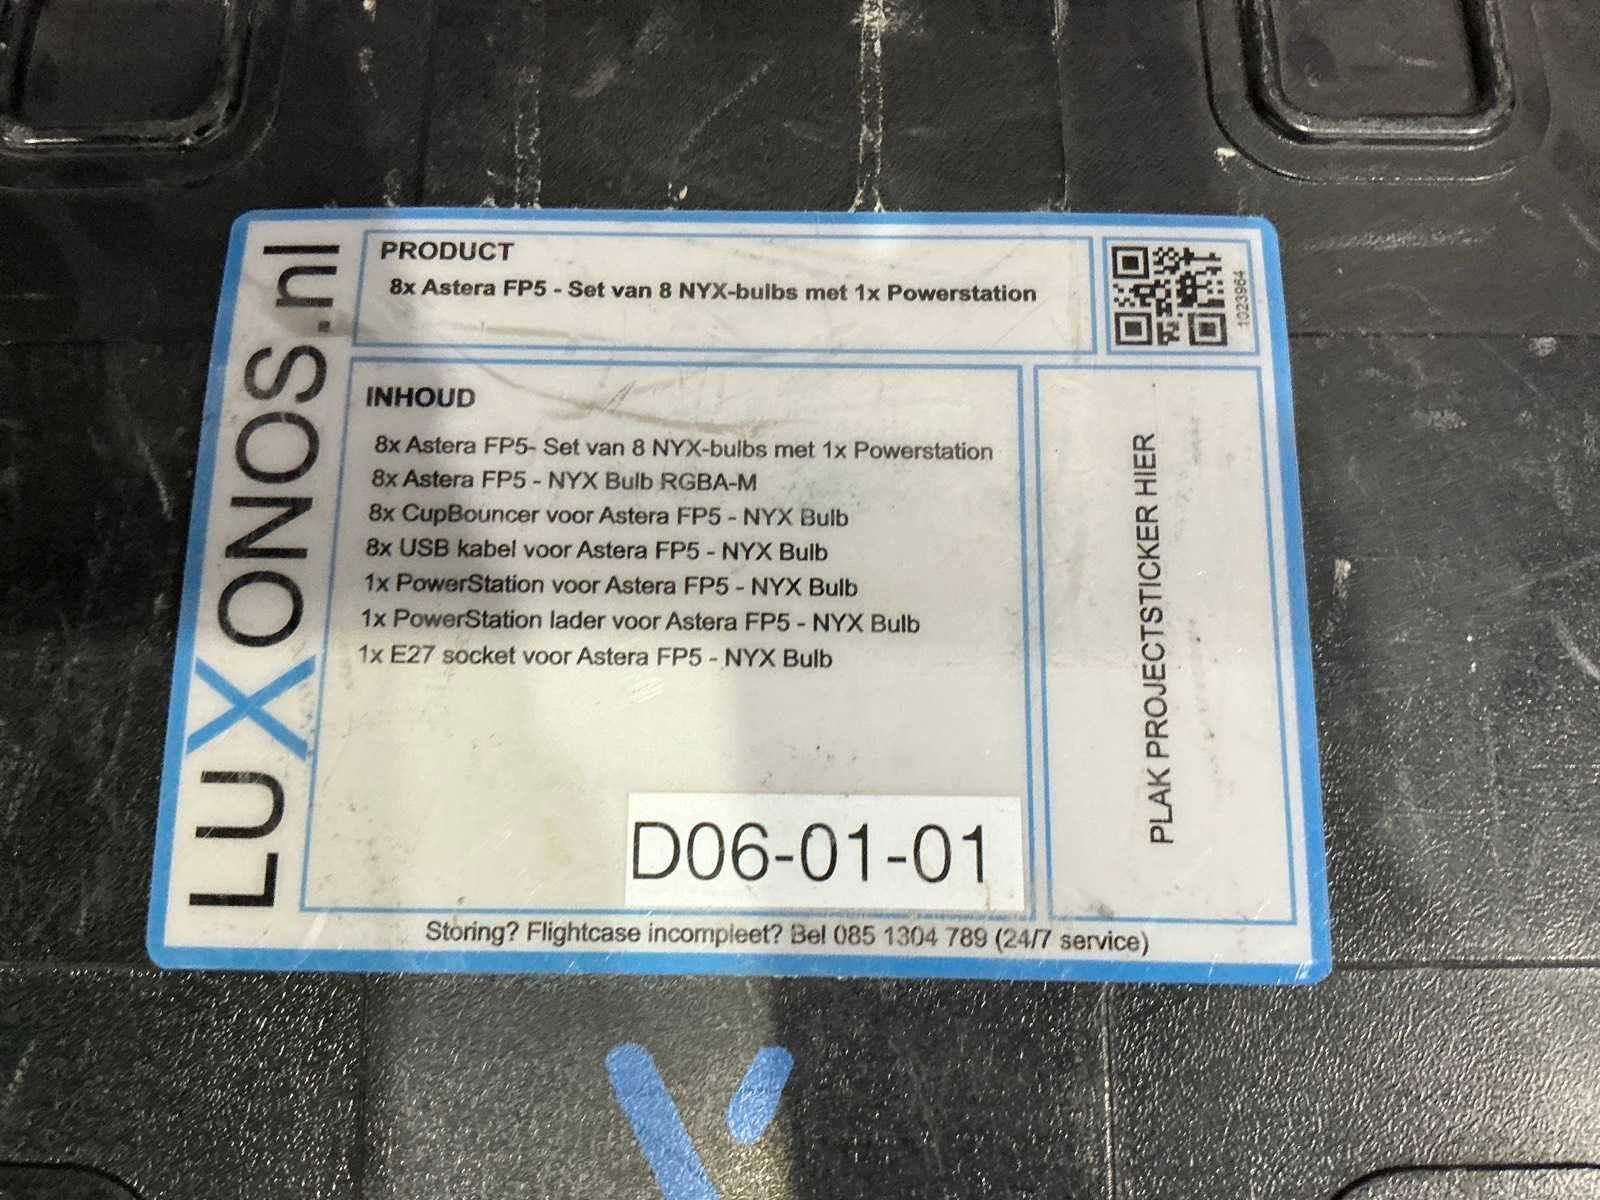 LUXONOS.nl
PRODUCT
8x Astera FP5 - Set van 8 NYX-bulbs met 1x Powerstation
1023964
INHOUD
8x Astera FP5- Set van 8 NYX-bulbs met 1x Powerstation
8x Astera FP5 - NYX Bulb RGBA-M
8x CupBouncer voor Astera FP5 - NYX Bulb
8x USB kabel voor Astera FP5 - NYX Bulb
1x PowerStation voor Astera FP5 - NYX Bulb
1x PowerStation lader voor Astera FP5 - NYX Bulb
1x E27 socket voor Astera FP5 - NYX Bulb
D06-01-01
PLAK PROJECTSTICKER HIER
Storing? Flightcase incompleet? Bel 085 1304 789 (24/7 service)